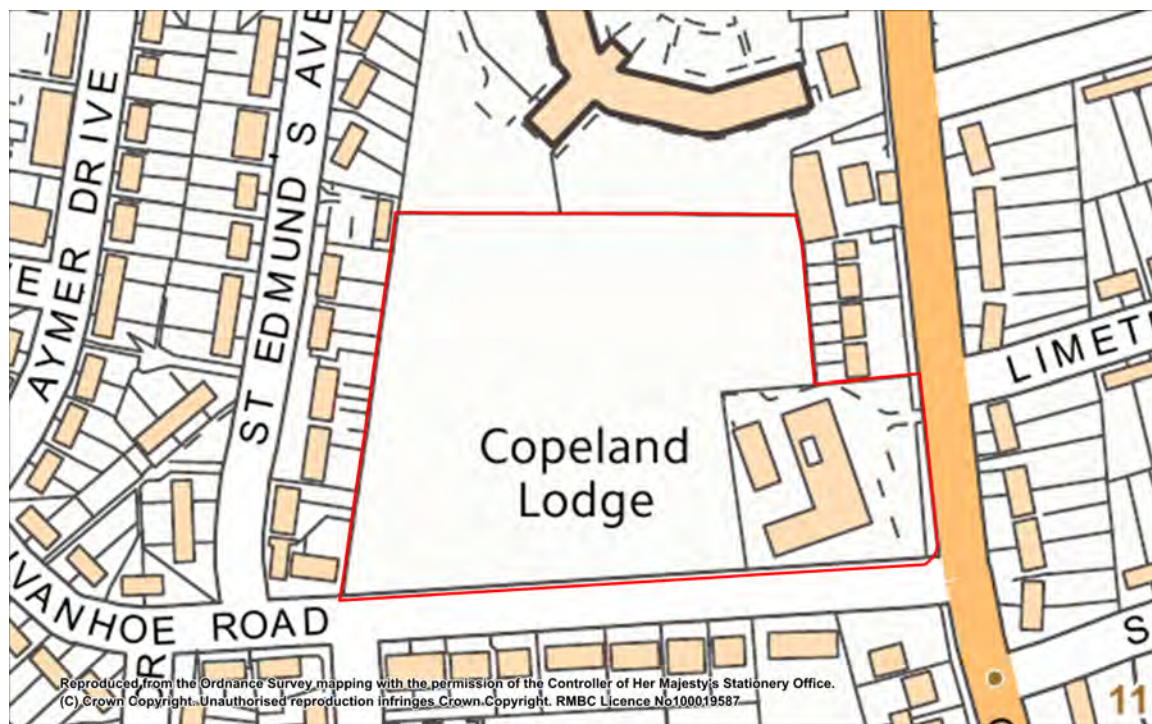 AYMER DRIVE
ST EDMUND'S AVE
E
LIMET
Copeland
Lodge
IVANHOE ROAD
S
11
Reproduced from the Ordnance Survey mapping with the permission of the Controller of Her Majesty's Stationery Office.
(C) Crown Copyright. Unauthorised reproduction infringes Crown Copyright. RMBC Licence No100019587